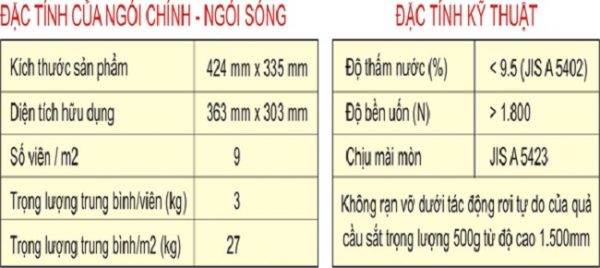 ĐẶC TÍNH CỦA NGÓI CHÍNH - NGÓI SÓNG
Kích thước sản phẩm 424 mm x 335 mm
Diện tích hữu dụng 363 mm x 303 mm
Số viên / m2 9
Trọng lượng trung bình/viên (kg) 3
Trọng lượng trung bình/m2 (kg) 27
ĐẶC TÍNH KỸ THUẬT
Độ thấm nước (%) < 9.5 (JIS A 5402)
Độ bền uốn (N) > 1.800
Chịu mài mòn JIS A 5423
Không rạn vỡ dưới tác động rơi tự do của quả
cầu sắt trọng lượng 500g từ độ cao 1.500mm